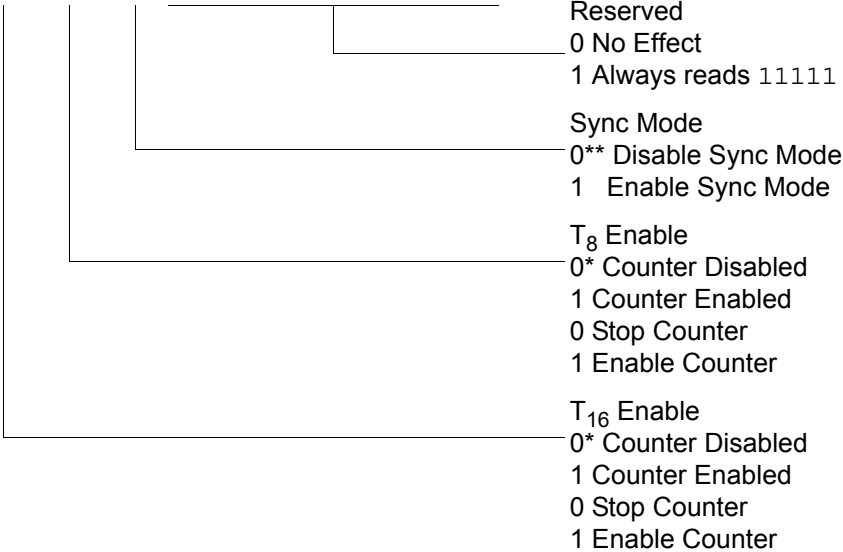 Reserved
0 No Effect
1 Always reads 11111
Sync Mode
0** Disable Sync Mode
1 Enable Sync Mode
T8 Enable
0* Counter Disabled
1 Counter Enabled
0 Stop Counter
1 Enable Counter
T16 Enable
0* Counter Disabled
1 Counter Enabled
0 Stop Counter
1 Enable Counter